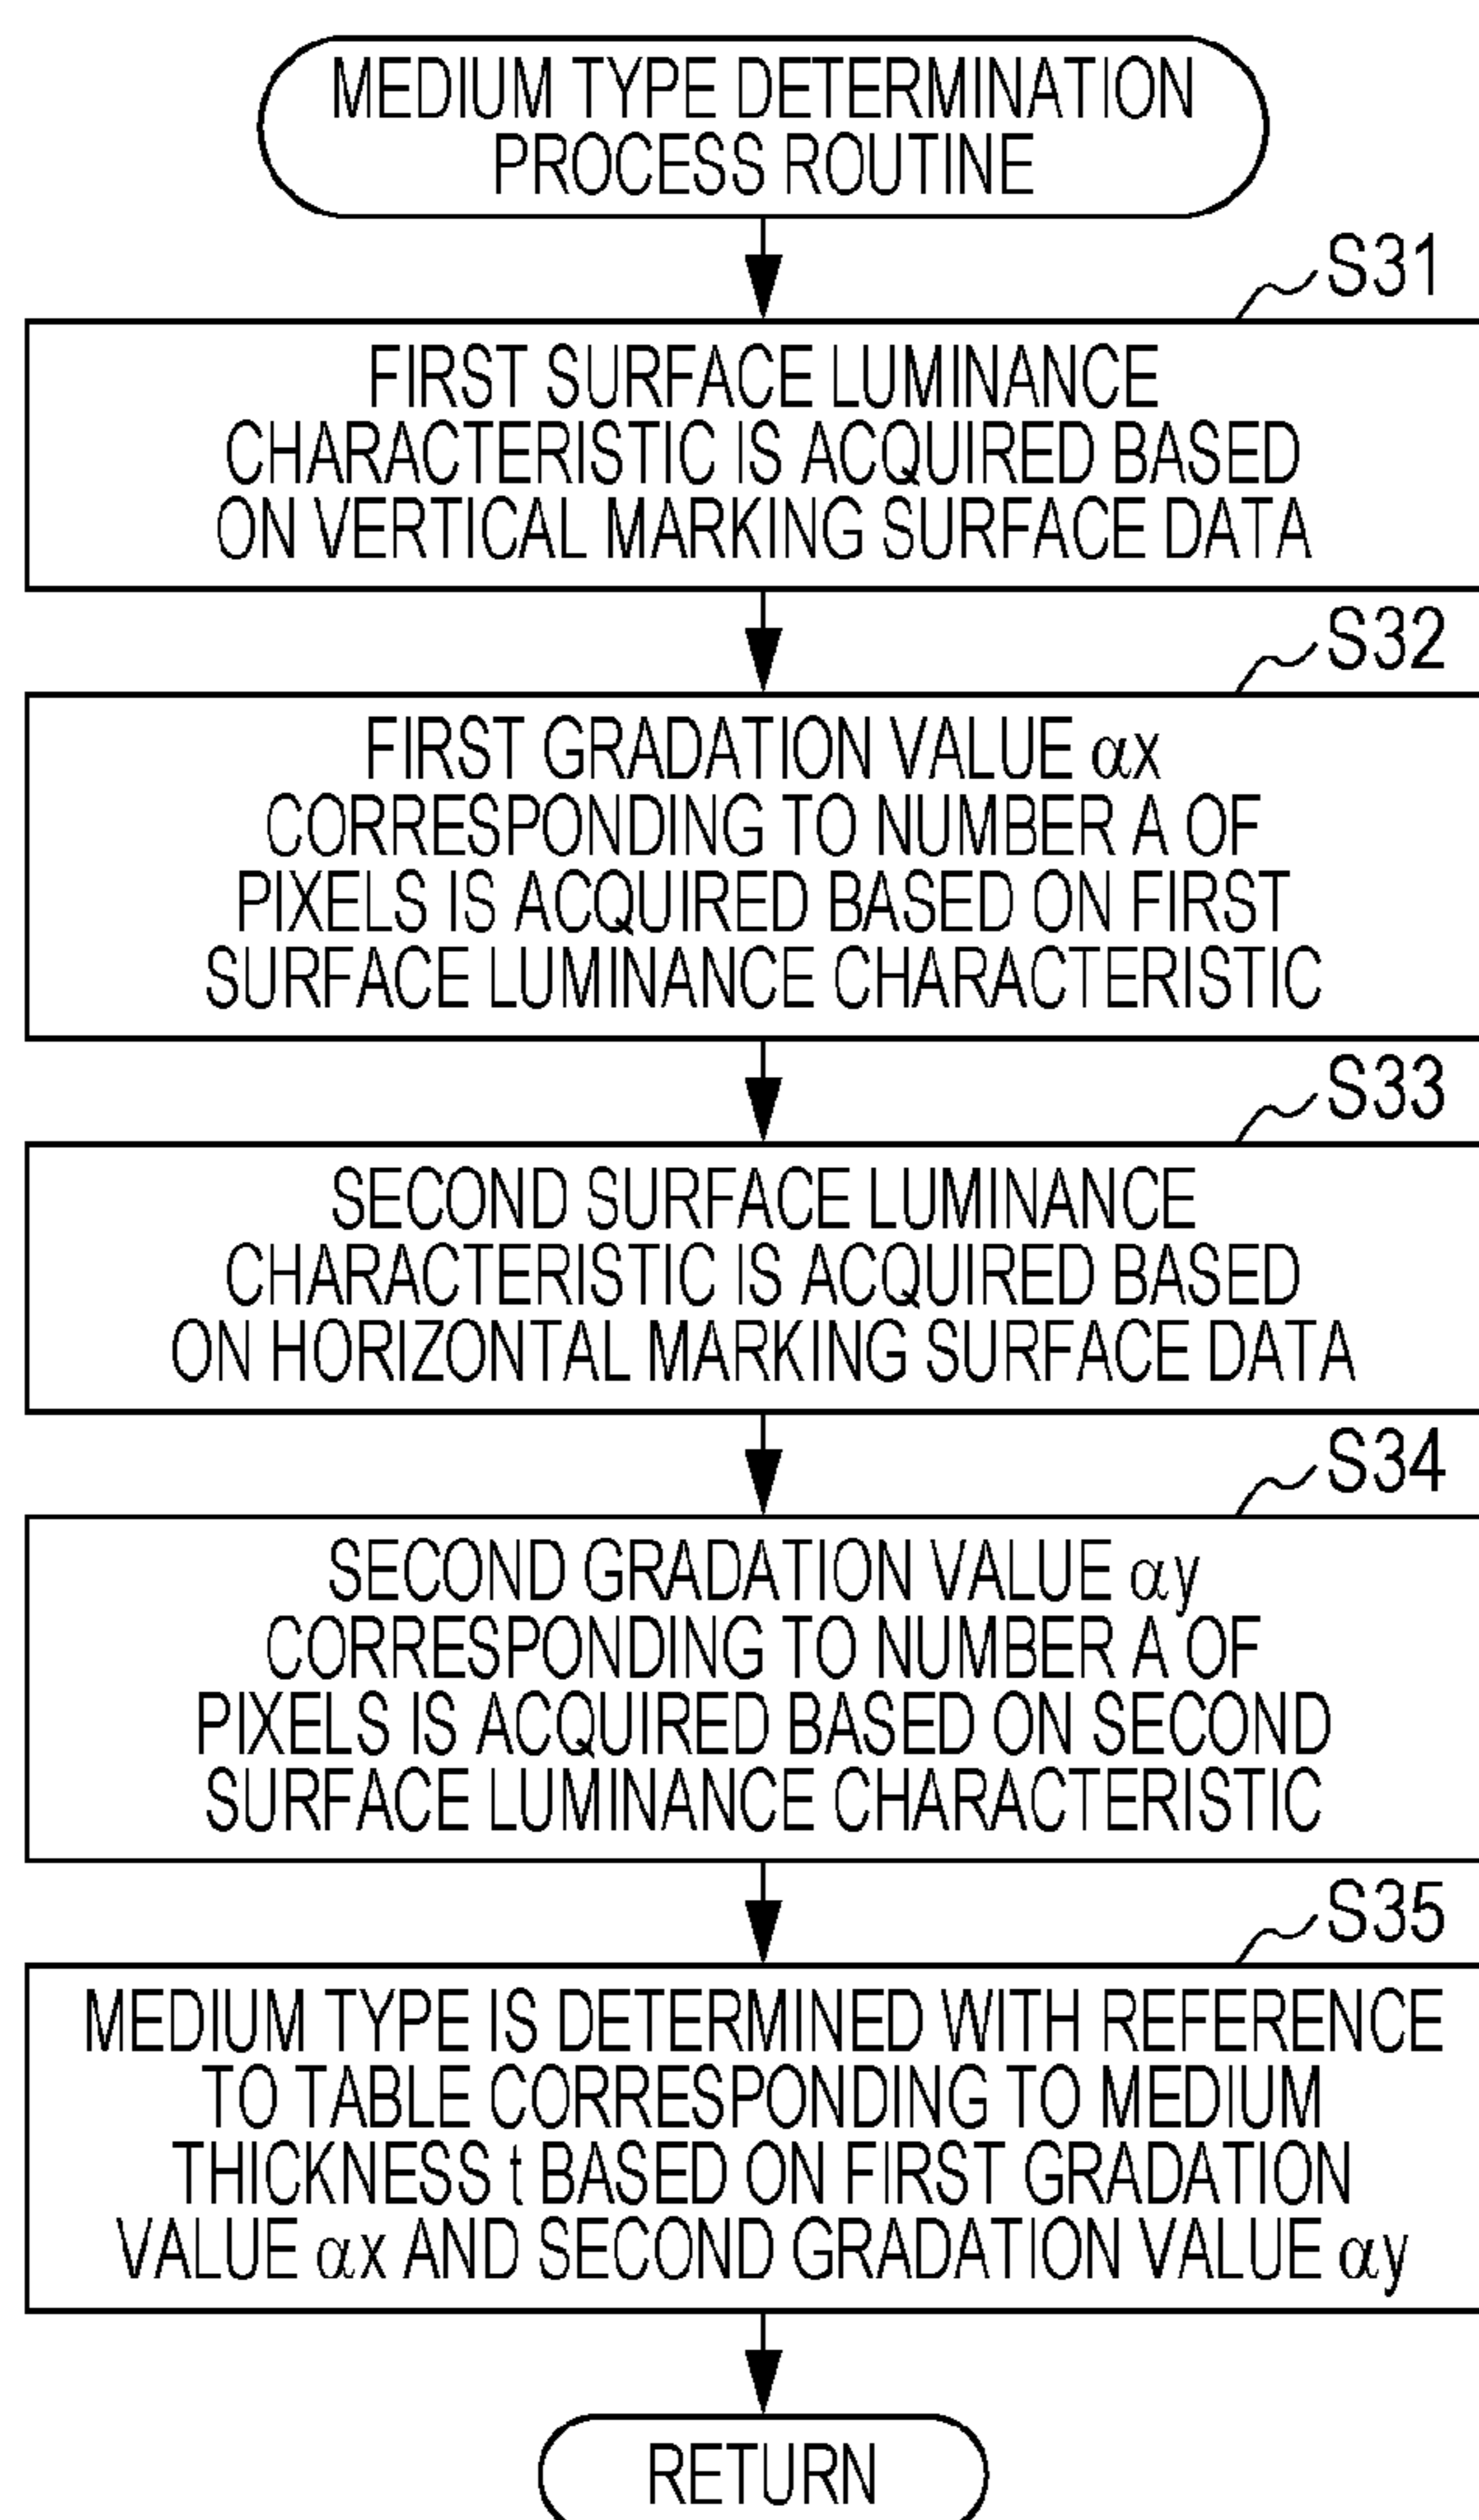 MEDIUM TYPE DETERMINATION
PROCESS ROUTINE
S31
FIRST SURFACE LUMINANCE
CHARACTERISTIC IS ACQUIRED BASED
ON VERTICAL MARKING SURFACE DATA
S32
FIRST GRADATION VALUE αx
CORRESPONDING TO NUMBER A OF
PIXELS IS ACQUIRED BASED ON FIRST
SURFACE LUMINANCE CHARACTERISTIC
S33
SECOND SURFACE LUMINANCE
CHARACTERISTIC IS ACQUIRED BASED
ON HORIZONTAL MARKING SURFACE DATA
S34
SECOND GRADATION VALUE αy
CORRESPONDING TO NUMBER A OF
PIXELS IS ACQUIRED BASED ON SECOND
SURFACE LUMINANCE CHARACTERISTIC
S35
MEDIUM TYPE IS DETERMINED WITH REFERENCE
TO TABLE CORRESPONDING TO MEDIUM
THICKNESS t BASED ON FIRST GRADATION
VALUE αx AND SECOND GRADATION VALUE αy
RETURN